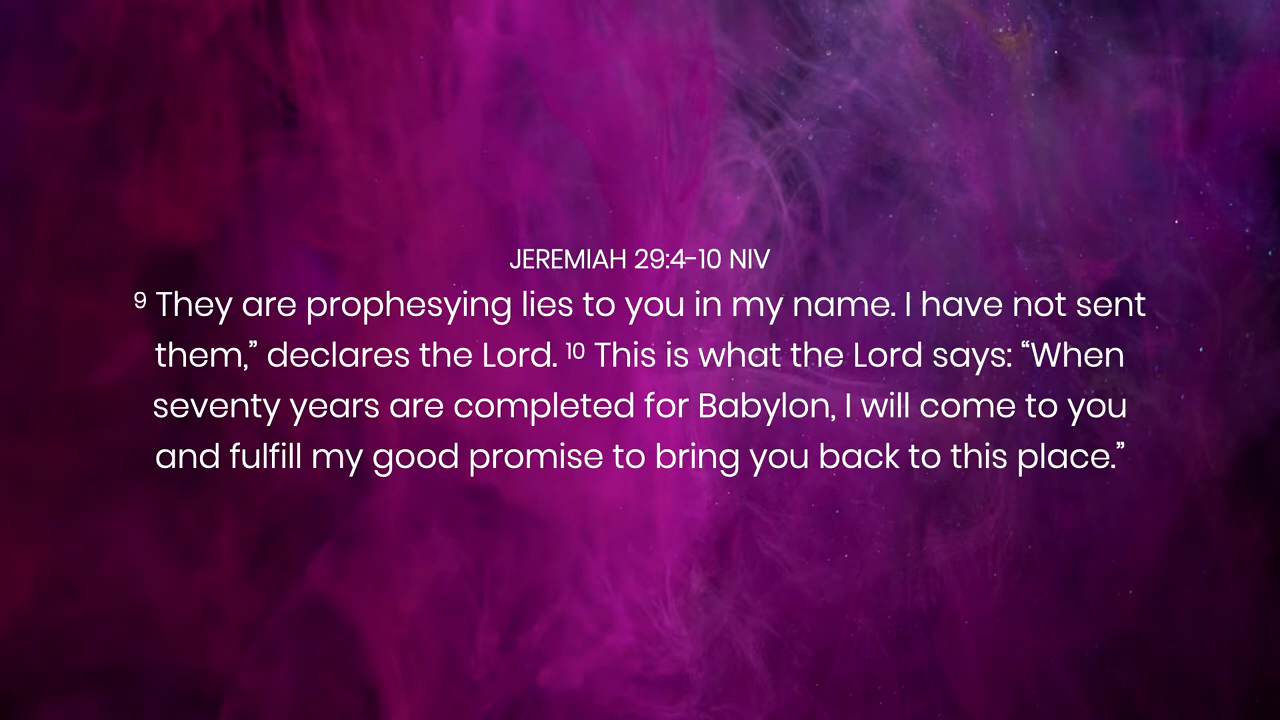 JEREMIAH 29:4-10 NIV
⁹ They are prophesying lies to you in my name. I have not sent
them,” declares the Lord. ¹⁰ This is what the Lord says: “When
seventy years are completed for Babylon, I will come to you
and fulfill my good promise to bring you back to this place.”